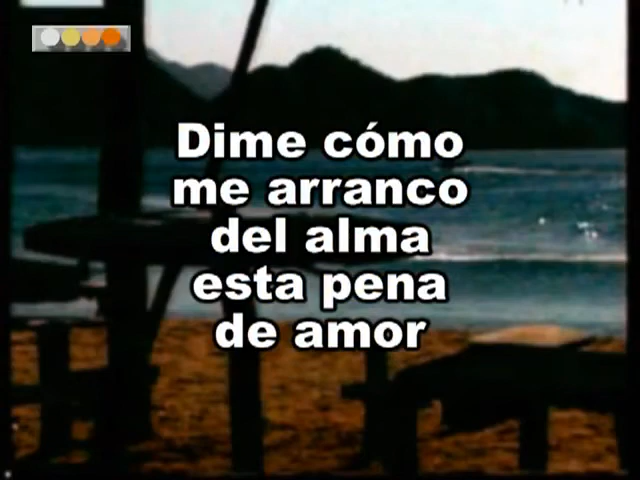 Dime cómo
me arranco
del alma
esta pena
de amor